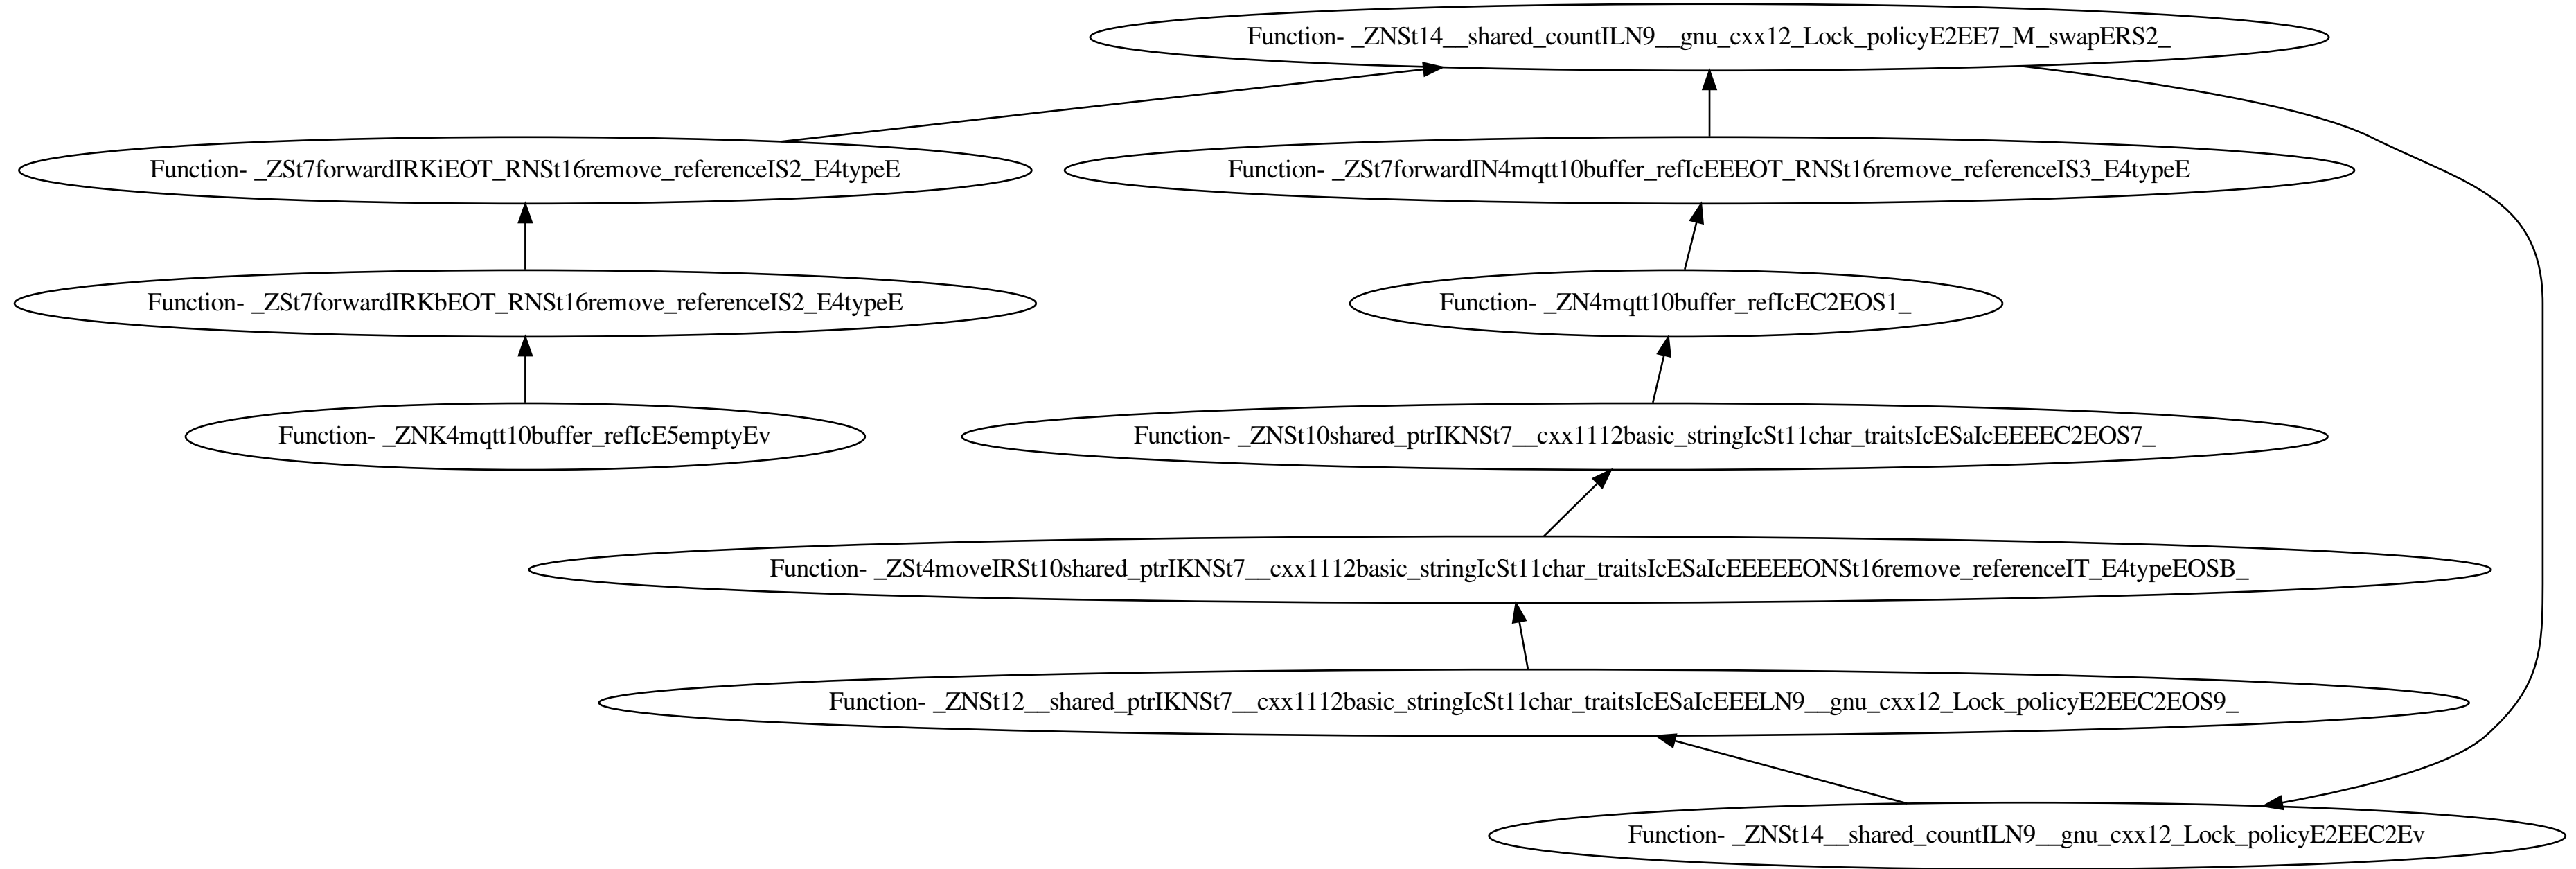 Function- _ZNSt14__shared_countILN9__gnu_cxx12_Lock_policyE2EE7_M_swapERS2_
Function- _ZSt7forwardIRKiEOT_RNSt16remove_referenceIS2_E4typeE
Function- _ZSt7forwardIN4mqtt10buffer_refIcEEEOT_RNSt16remove_referenceIS3_E4typeE
Function- _ZSt7forwardIRKbEOT_RNSt16remove_referenceIS2_E4typeE
Function- _ZN4mqtt10buffer_refIcEC2EOS1_
Function- _ZNK4mqtt10buffer_refIcE5emptyEv
Function- _ZNSt10shared_ptrIKNSt7__cxx1112basic_stringIcSt11char_traitsIcESaIcEEEEC2EOS7_
Function- _ZSt4moveIRSt10shared_ptrIKNSt7__cxx1112basic_stringIcSt11char_traitsIcESaIcEEEEEONSt16remove_referenceIT_E4typeEOSB_
Function- _ZNSt12__shared_ptrIKNSt7__cxx1112basic_stringIcSt11char_traitsIcESaIcEEELN9__gnu_cxx12_Lock_policyE2EEC2EOS9_
Function- _ZNSt14__shared_countILN9__gnu_cxx12_Lock_policyE2EEC2Ev